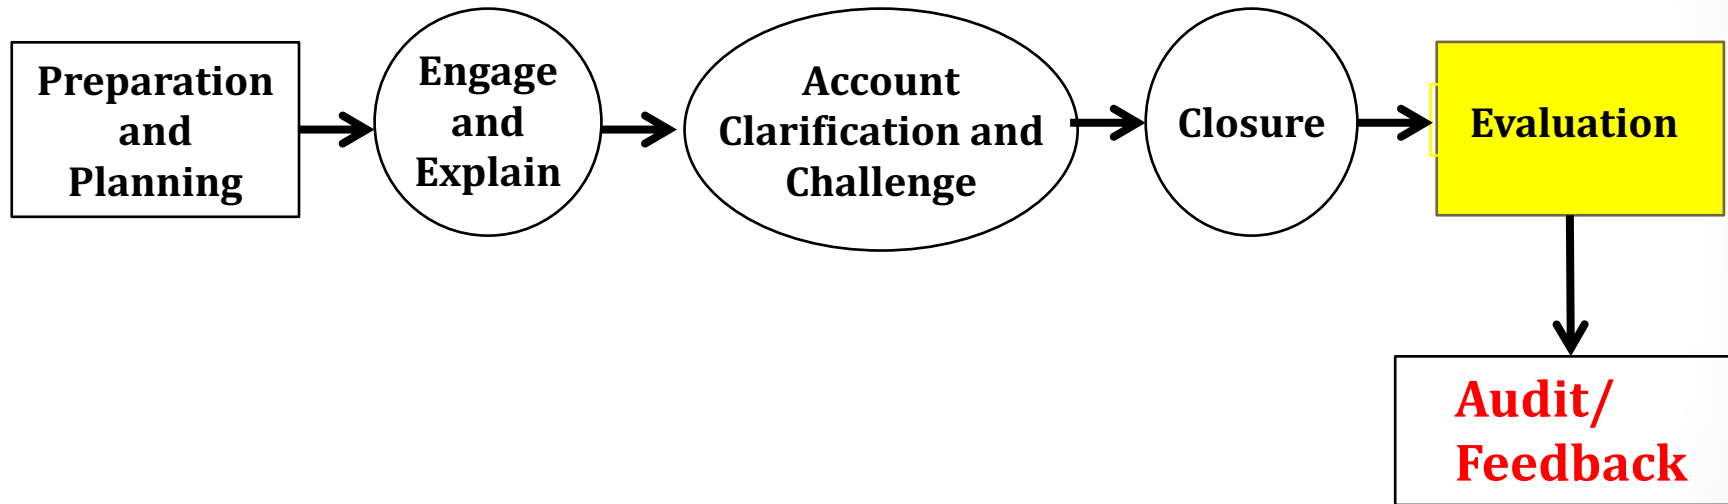 Preparation
and
Planning
Engage
and
Explain
Account
Clarification and
Challenge
Closure
Evaluation
Audit/
Feedback